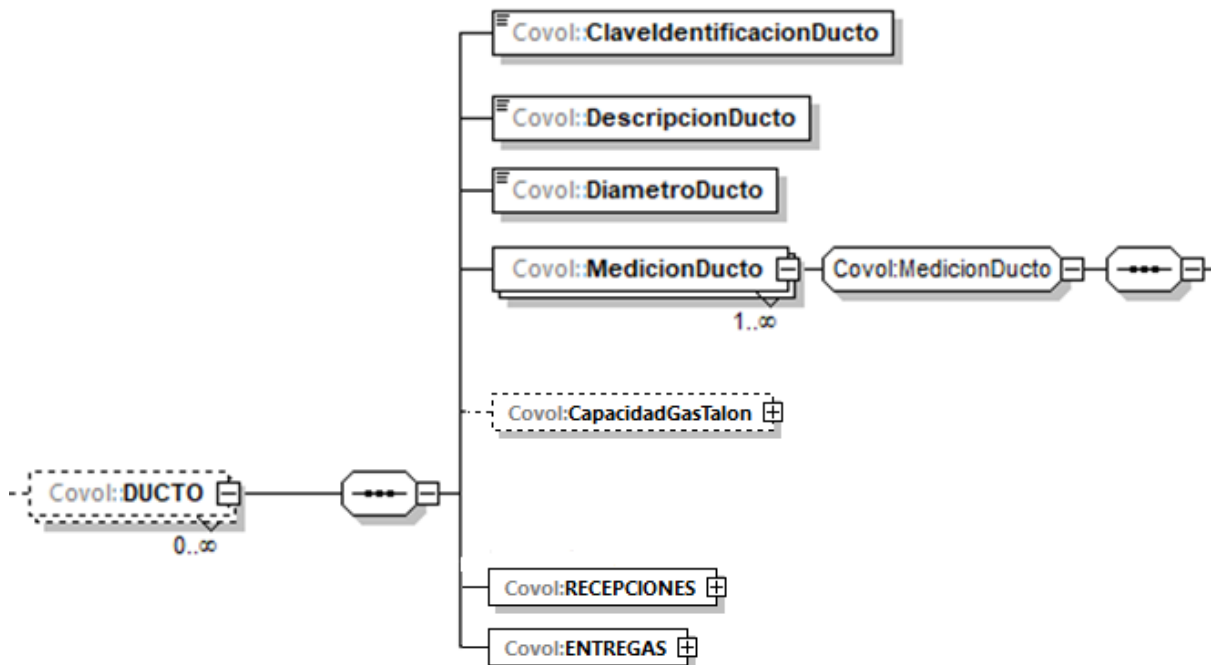 Covol::ClaveIdentificacionDucto
Covol::DescripcionDucto
Covol::DiametroDucto
Covol::MedicionDucto
Covol:MedicionDucto
1..∞
Covol:CapacidadGasTalon
Covol::DUCTO
0..∞
Covol:RECEPCIONES
Covol:ENTREGAS